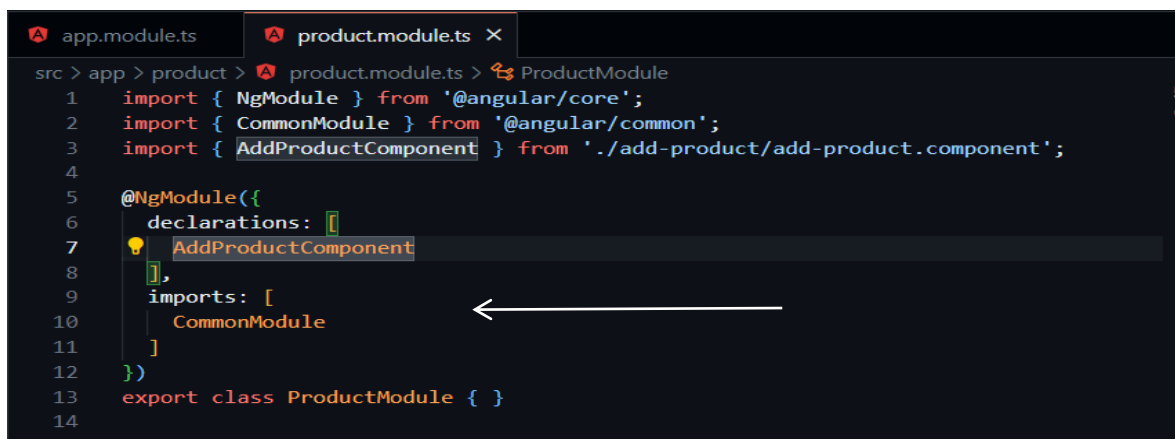 app.module.ts product.module.ts ×
src > app > product > product.module.ts > ProductModule
1 import { NgModule } from '@angular/core';
2 import { CommonModule } from '@angular/common';
3 import { AddProductComponent } from './add-product/add-product.component';
4
5 @NgModule({
6 declarations: [
7 AddProductComponent
8 ],
9 imports: [
10 CommonModule
11 ]
12 })
13 export class ProductModule { }
14